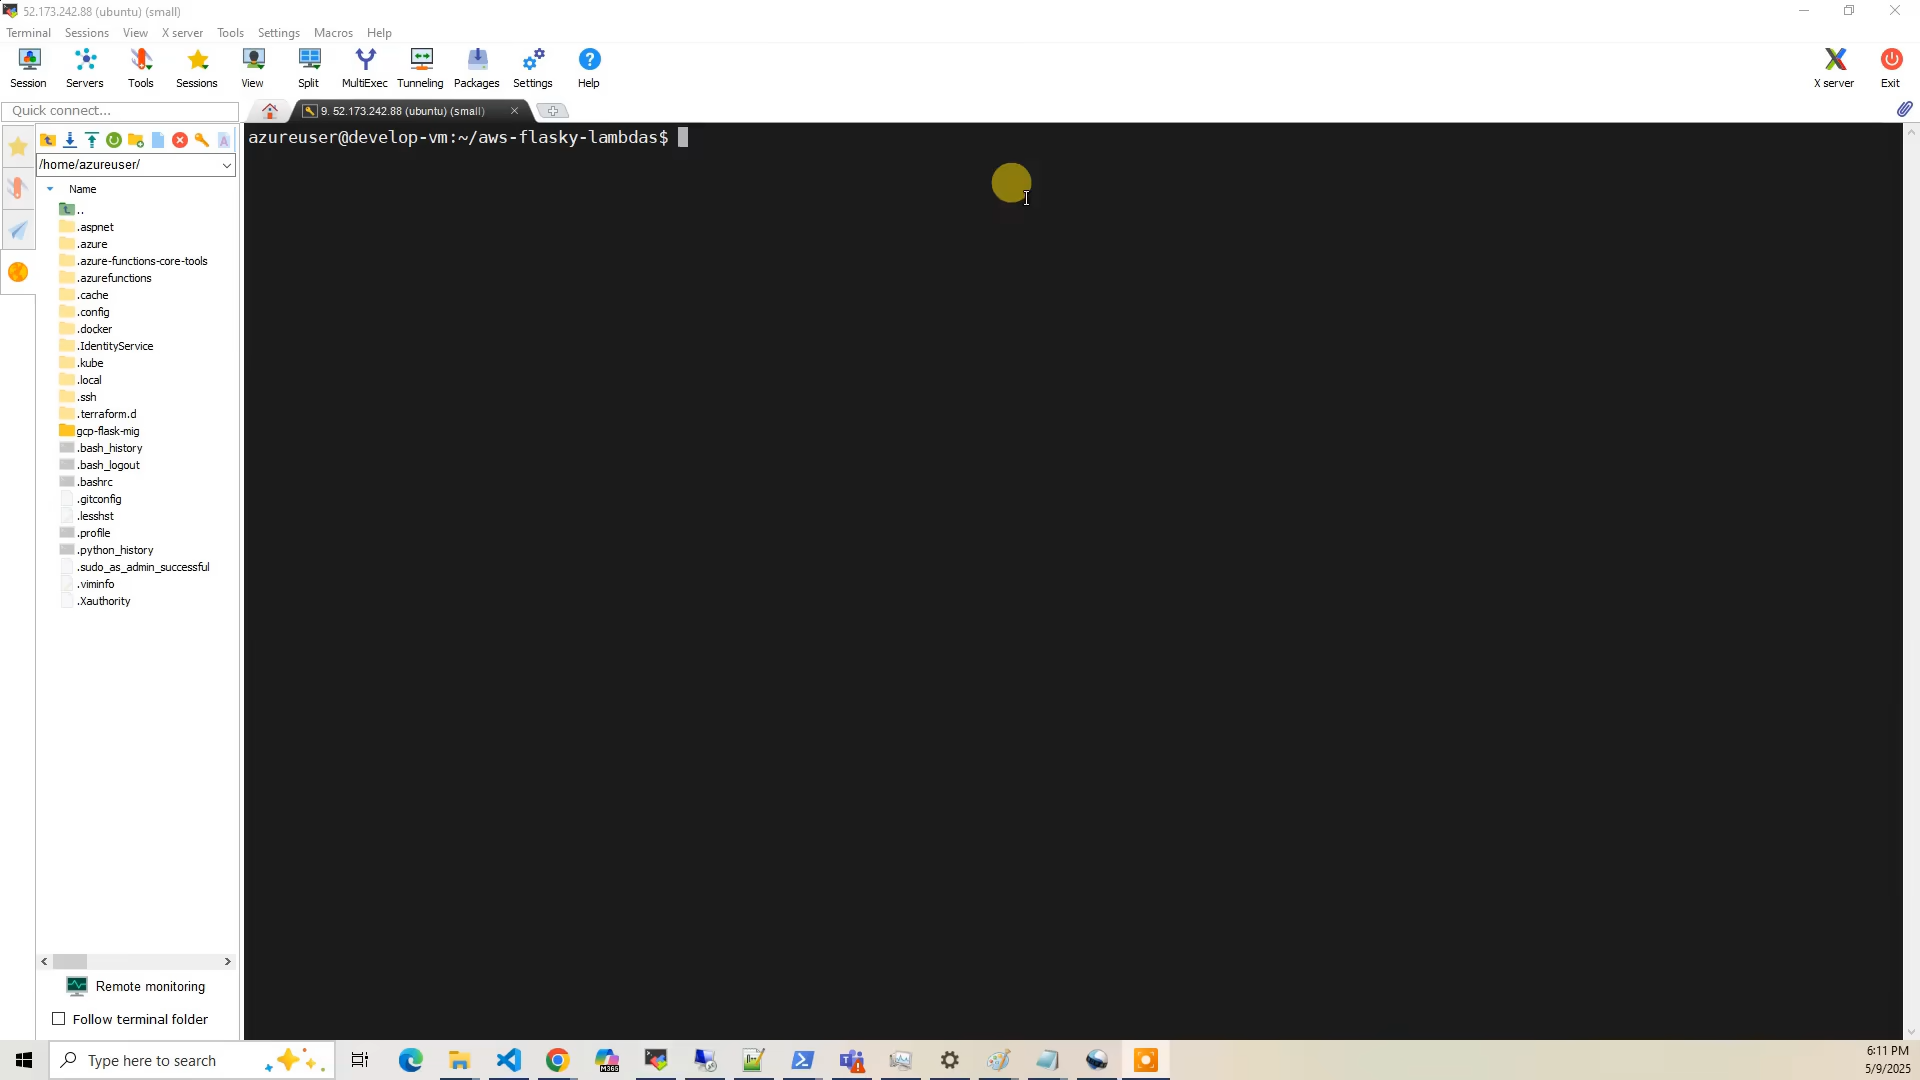 52.173.242.88 (ubuntu) (small)
Terminal Sessions View X server Tools Settings Macros Help
Session Servers Tools Sessions View Split MultiExec Tunneling Packages Settings Help X server Exit
Quick connect...
9. 52.173.242.88 (ubuntu) (small)
/home/azureuser/
azureuser@develop-vm:~/aws-flasky-lambdas$
Name
..
.aspnet
.azure
.azure-functions-core-tools
.azurefunctions
.cache
.config
.docker
.IdentityService
.kube
.local
.ssh
.terraform.d
gcp-flask-mig
.bash_history
.bash_logout
.bashrc
.gitconfig
.lesshst
.profile
.python_history
.sudo_as_admin_successful
.viminfo
.Xauthority
Remote monitoring
Follow terminal folder
Type here to search
M365
6:11 PM
5/9/2025